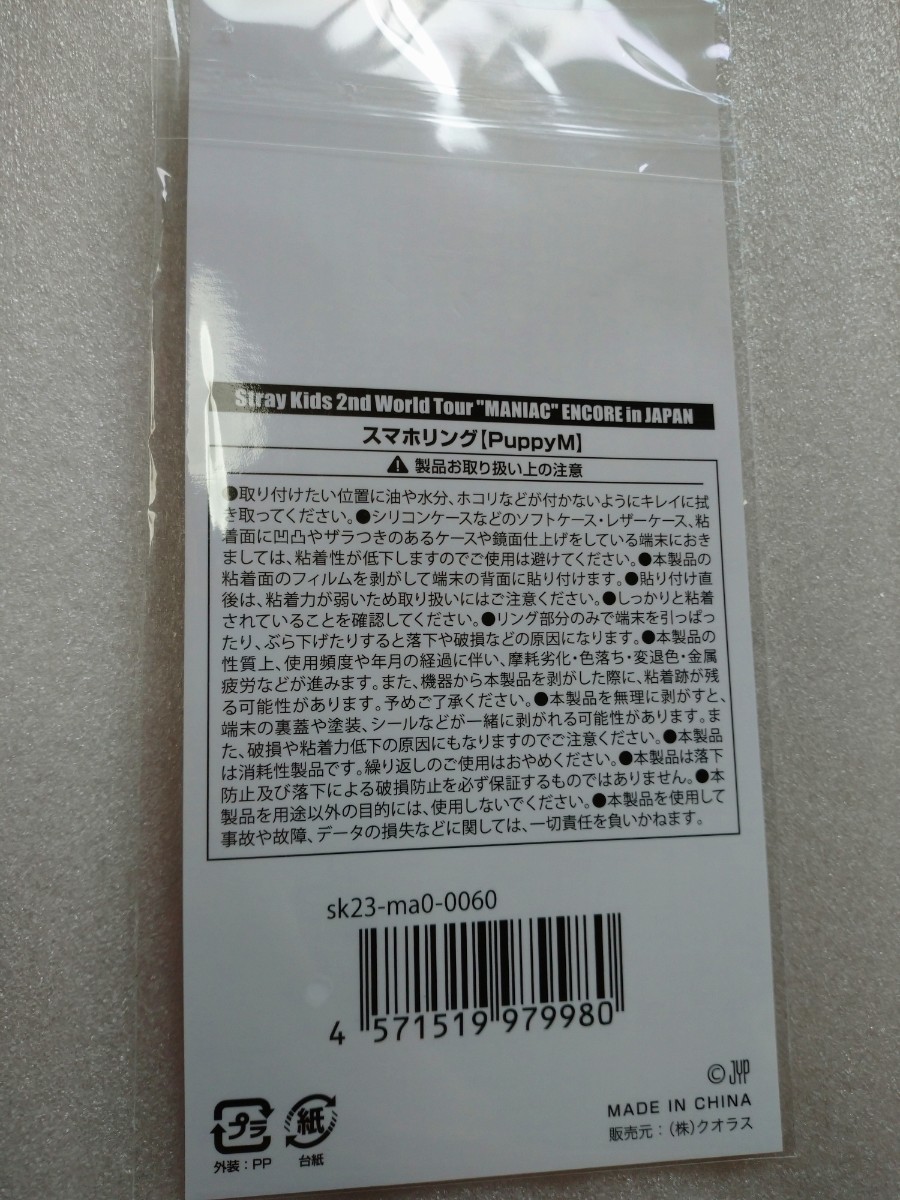 Stray Kids 2nd World Tour "MANIAC" ENCORE in JAPAN
スマホリング【PuppyM】
⚠ 製品お取り扱い上の注意
●取り付けたい位置に油や水分、ホコリなどが付かないようにキレイに拭
き取ってください。●シリコンケースなどのソフトケース・レザーケース、粘
着面に凹凸やザラつきのあるケースや鏡面仕上げをしている端末におき
ましては、粘着性が低下しますのでご使用は避けてください。●本製品の
粘着面のフィルムを剥がして端末の背面に貼り付けます。●貼り付け直
後は、粘着力が弱いため取り扱いにはご注意ください。●しっかりと粘着
されていることを確認してください。●リング部分のみで端末を引っぱっ
たり、ぶら下げたりすると落下や破損などの原因になります。●本製品の
性質上、使用頻度や年月の経過に伴い、摩耗劣化・色落ち・変退色・金属
疲労などが進みます。また、機器から本製品を剥がした際に、粘着跡が残
る可能性があります。予めご了承ください。●本製品を無理に剥がすと、
端末の裏蓋や塗装、シールなどが一緒に剥がれる可能性があります。ま
た、破損や粘着力低下の原因にもなりますのでご注意ください。●本製品
は消耗性製品です。繰り返しのご使用はおやめください。●本製品は落下
防止及び落下による破損防止を必ず保証するものではありません。●本
製品を用途以外の目的には、使用しないでください。●本製品を使用して
事故や故障、データの損失などに関しては、一切責任を負いかねます。
sk23-ma0-0060
4 571519 979980
©JYP
MADE IN CHINA
販売元：(株)クオラス
プラ
紙
外装：PP
台紙